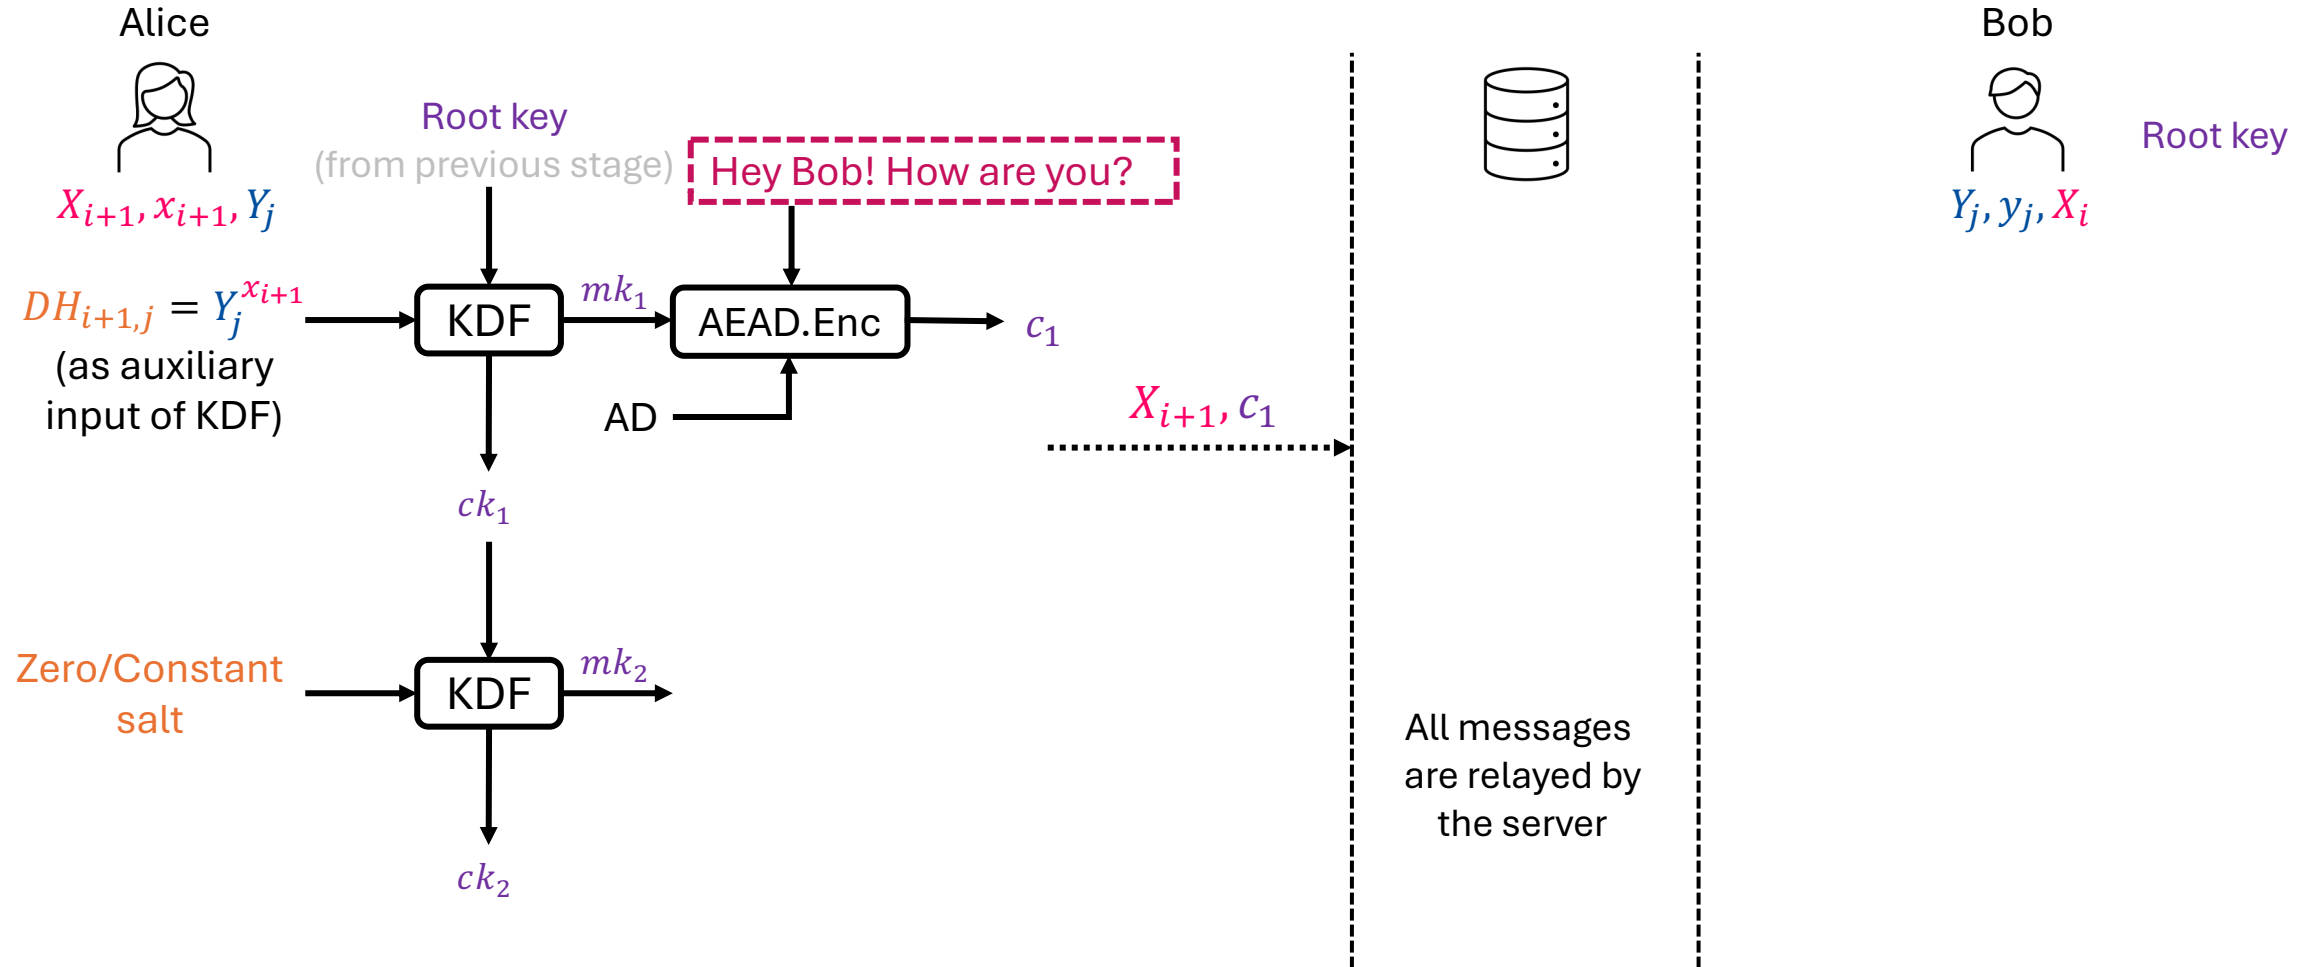 Alice
Bob
Root key
(from previous stage)
Hey Bob! How are you?
Root key
X_{i+1}, x_{i+1}, Y_j
Y_j, y_j, X_i
DH_{i+1,j} = Y_j^{x_{i+1}}
(as auxiliary
input of KDF)
KDF
mk_1
AEAD.Enc
c_1
AD
X_{i+1}, c_1
ck_1
Zero/Constant
salt
KDF
mk_2
ck_2
All messages
are relayed by
the server